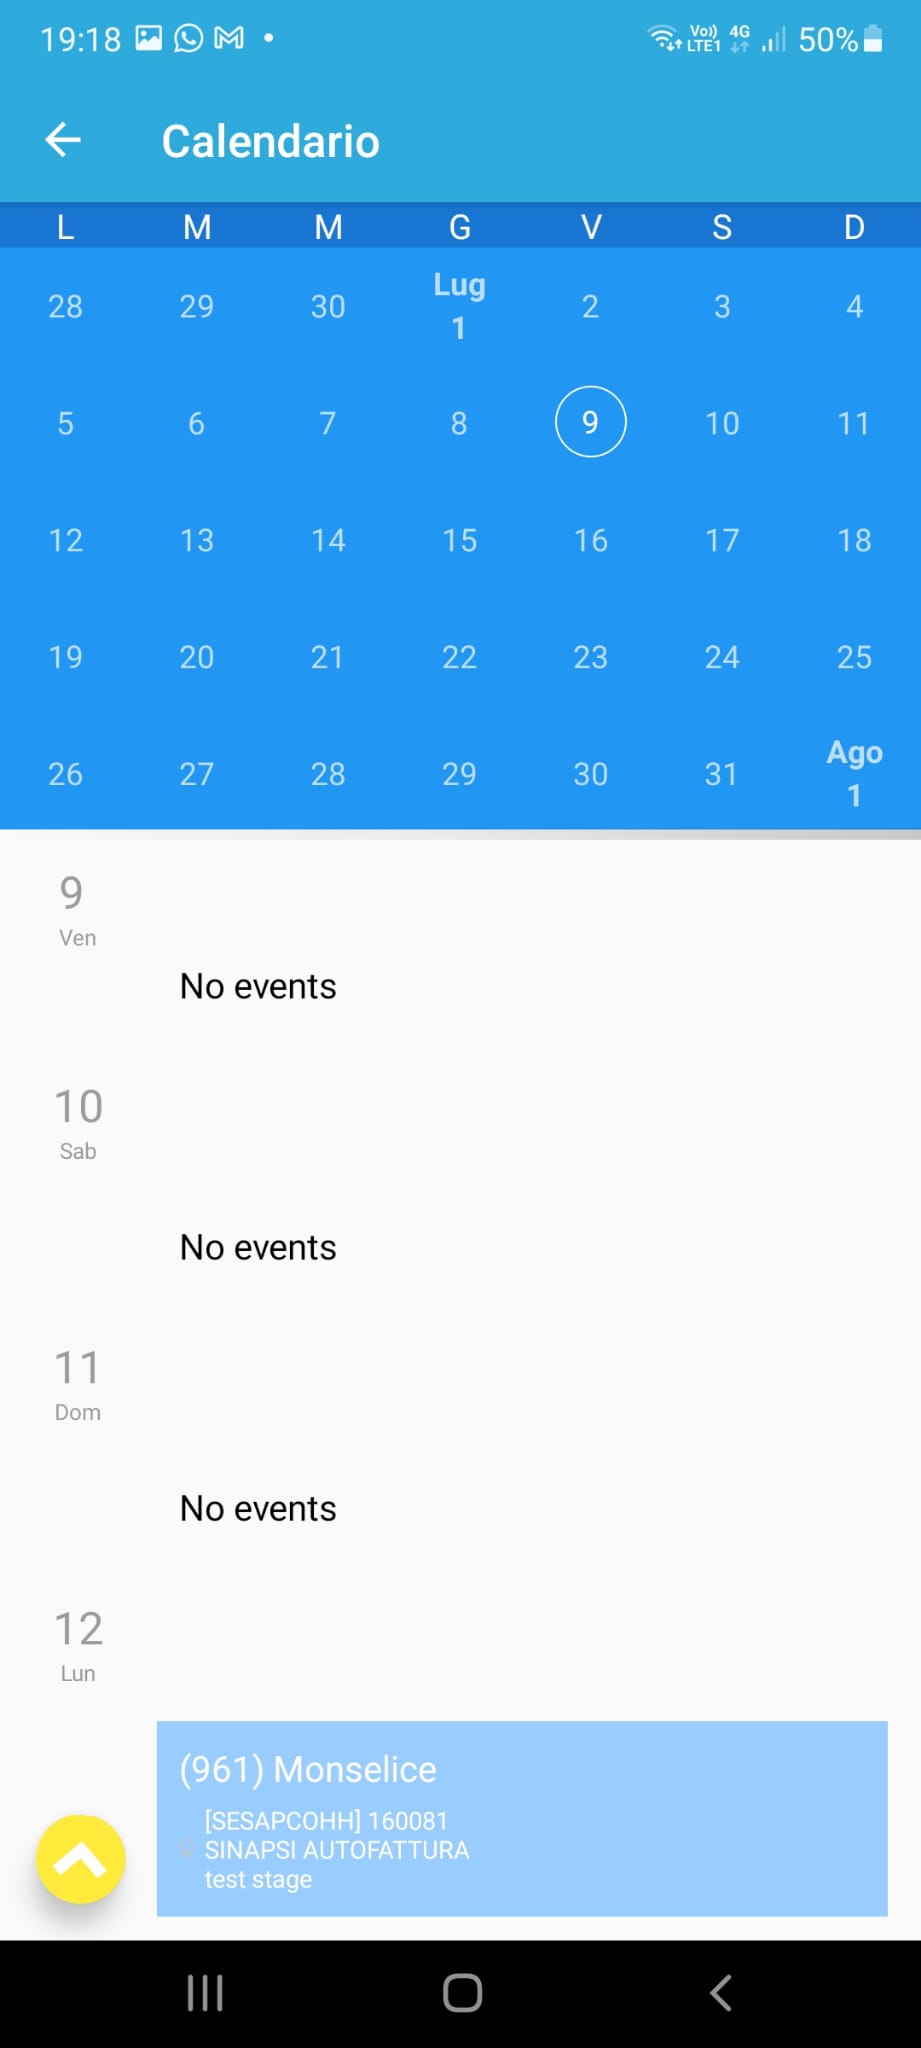 19:18 Vo)) LTE1 4G 50%
Calendario
L M M G V S D
28 29 30 Lug 1 2 3 4
5 6 7 8 9 10 11
12 13 14 15 16 17 18
19 20 21 22 23 24 25
26 27 28 29 30 31 Ago 1
9
Ven
No events
10
Sab
No events
11
Dom
No events
12
Lun
(961) Monselice
[SESAPCOHH] 160081
SINAPSI AUTOFATTURA
test stage